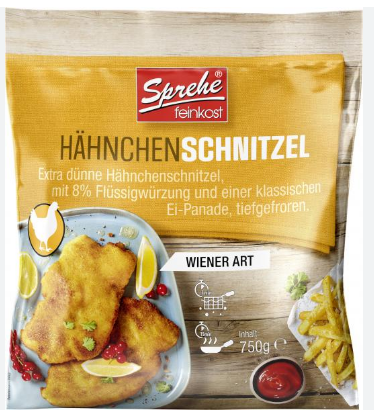 Sprehe®
feinkost
HÄHNCHENSCHNITZEL
Extra dünne Hähnchenschnitzel,
mit 8% Flüssigwürzung und einer klassischen
Ei-Panade, tiefgefroren.
WIENER ART
Inhalt:
750g ℮